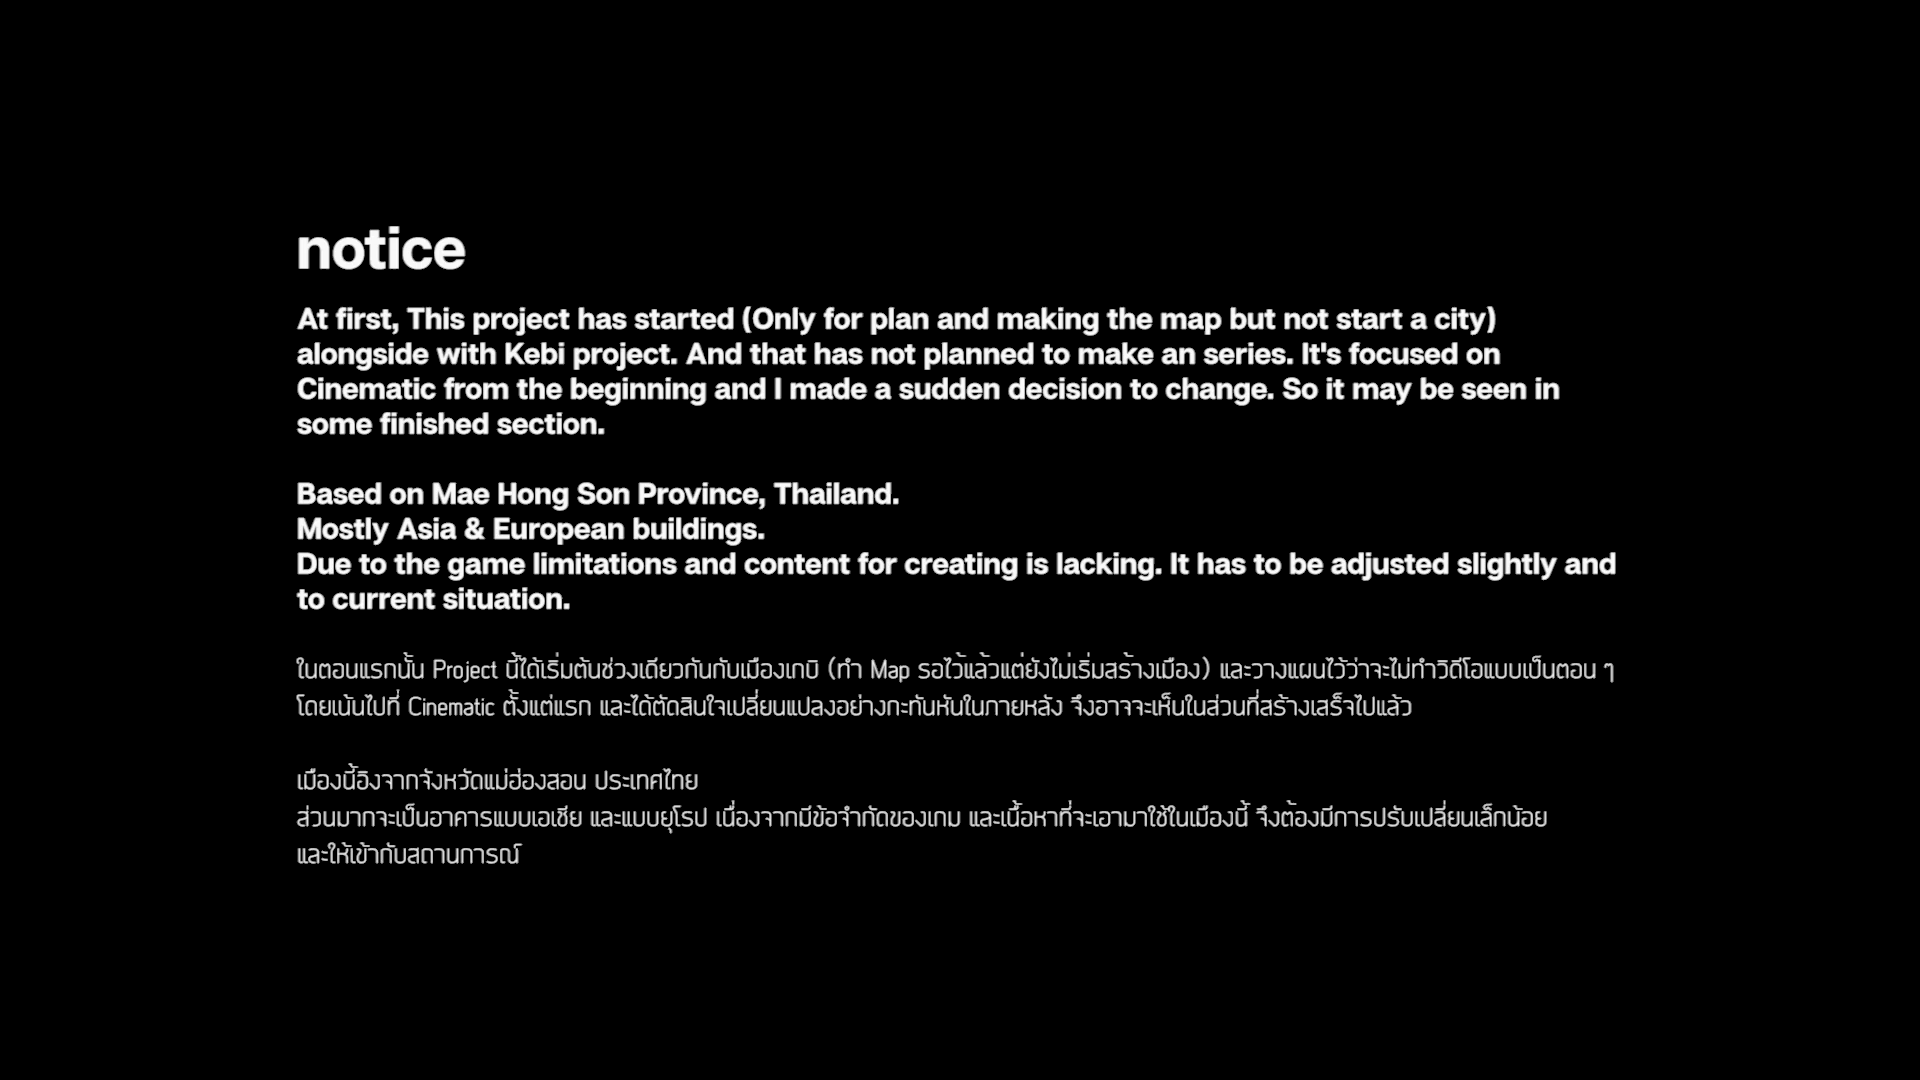 notice
At first, This project has started (Only for plan and making the map but not start a city)
alongside with Kebi project. And that has not planned to make an series. It's focused on
Cinematic from the beginning and I made a sudden decision to change. So it may be seen in
some finished section.
Based on Mae Hong Son Province, Thailand.
Mostly Asia & European buildings.
Due to the game limitations and content for creating is lacking. It has to be adjusted slightly and
to current situation.
ในตอนแรกนั้น Project นี้ได้เริ่มต้นช่วงเดียวกันกับเมืองเกบิ (ทำ Map รอไว้แล้วแต่ยังไม่เริ่มสร้างเมือง) และวางแผนไว้ว่าจะไม่ทำวิดีโอแบบเป็นตอน ๆ
โดยเน้นไปที่ Cinematic ตั้งแต่แรก และได้ตัดสินใจเปลี่ยนแปลงอย่างกะทันหันในภายหลัง จึงอาจจะเห็นในส่วนที่สร้างเสร็จไปแล้ว
เมืองนี้อิงจากจังหวัดแม่ฮ่องสอน ประเทศไทย
ส่วนมากจะเป็นอาคารแบบเอเชีย และแบบยุโรป เนื่องจากมีข้อจำกัดของเกม และเนื้อหาที่จะเอามาใช้ในเมืองนี้ จึงต้องมีการปรับเปลี่ยนเล็กน้อย
และให้เข้ากับสถานการณ์